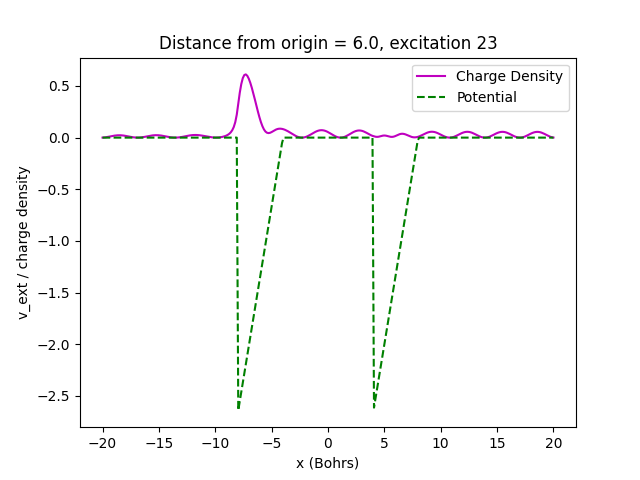 Distance from origin = 6.0, excitation 23
Charge Density
Potential
v_ext / charge density
0.5
0.0
−0.5
−1.0
−1.5
−2.0
−2.5
−20 −15 −10 −5 0 5 10 15 20
x (Bohrs)